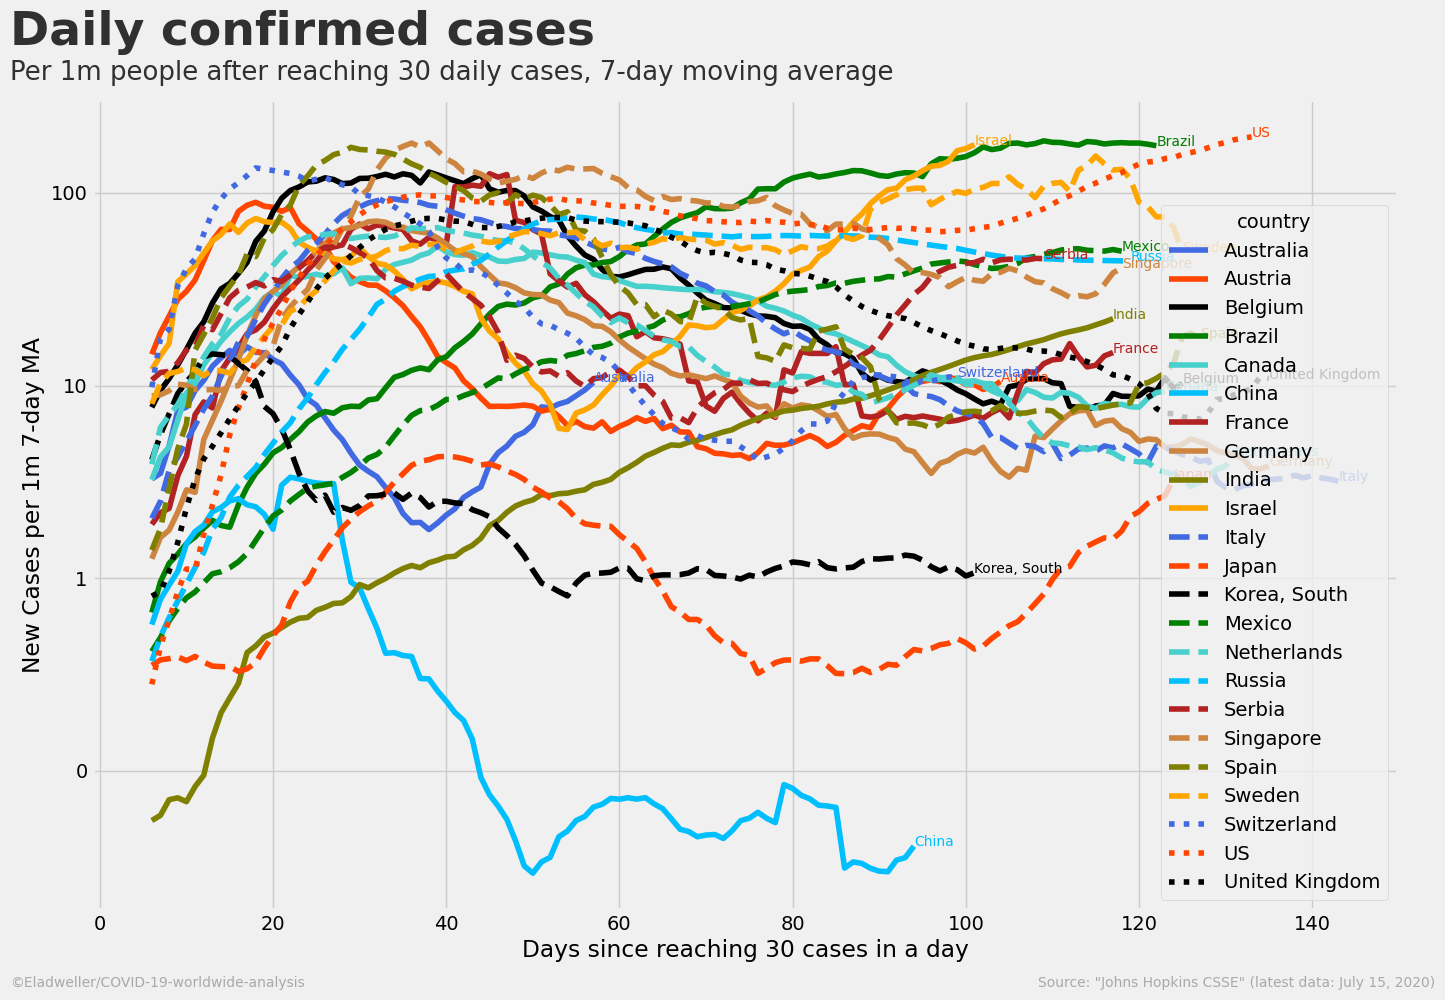 Daily confirmed cases
Per 1m people after reaching 30 daily cases, 7-day moving average
New Cases per 1m 7-day MA
100
10
1
0
0
20
40
60
80
100
120
140
Days since reaching 30 cases in a day
Israel
Brazil
US
Mexico
Serbia
Russ
Singapore
India
Spain
France
Australia
Switzerland
Austria
Belgium
United Kingdom
Germany
Japan
Italy
Korea, South
China
country
Australia
Austria
Belgium
Brazil
Canada
China
France
Germany
India
Israel
Italy
Japan
Korea, South
Mexico
Netherlands
Russia
Serbia
Singapore
Spain
Sweden
Switzerland
US
United Kingdom
©Eladweller/COVID-19-worldwide-analysis
Source: "Johns Hopkins CSSE" (latest data: July 15, 2020)